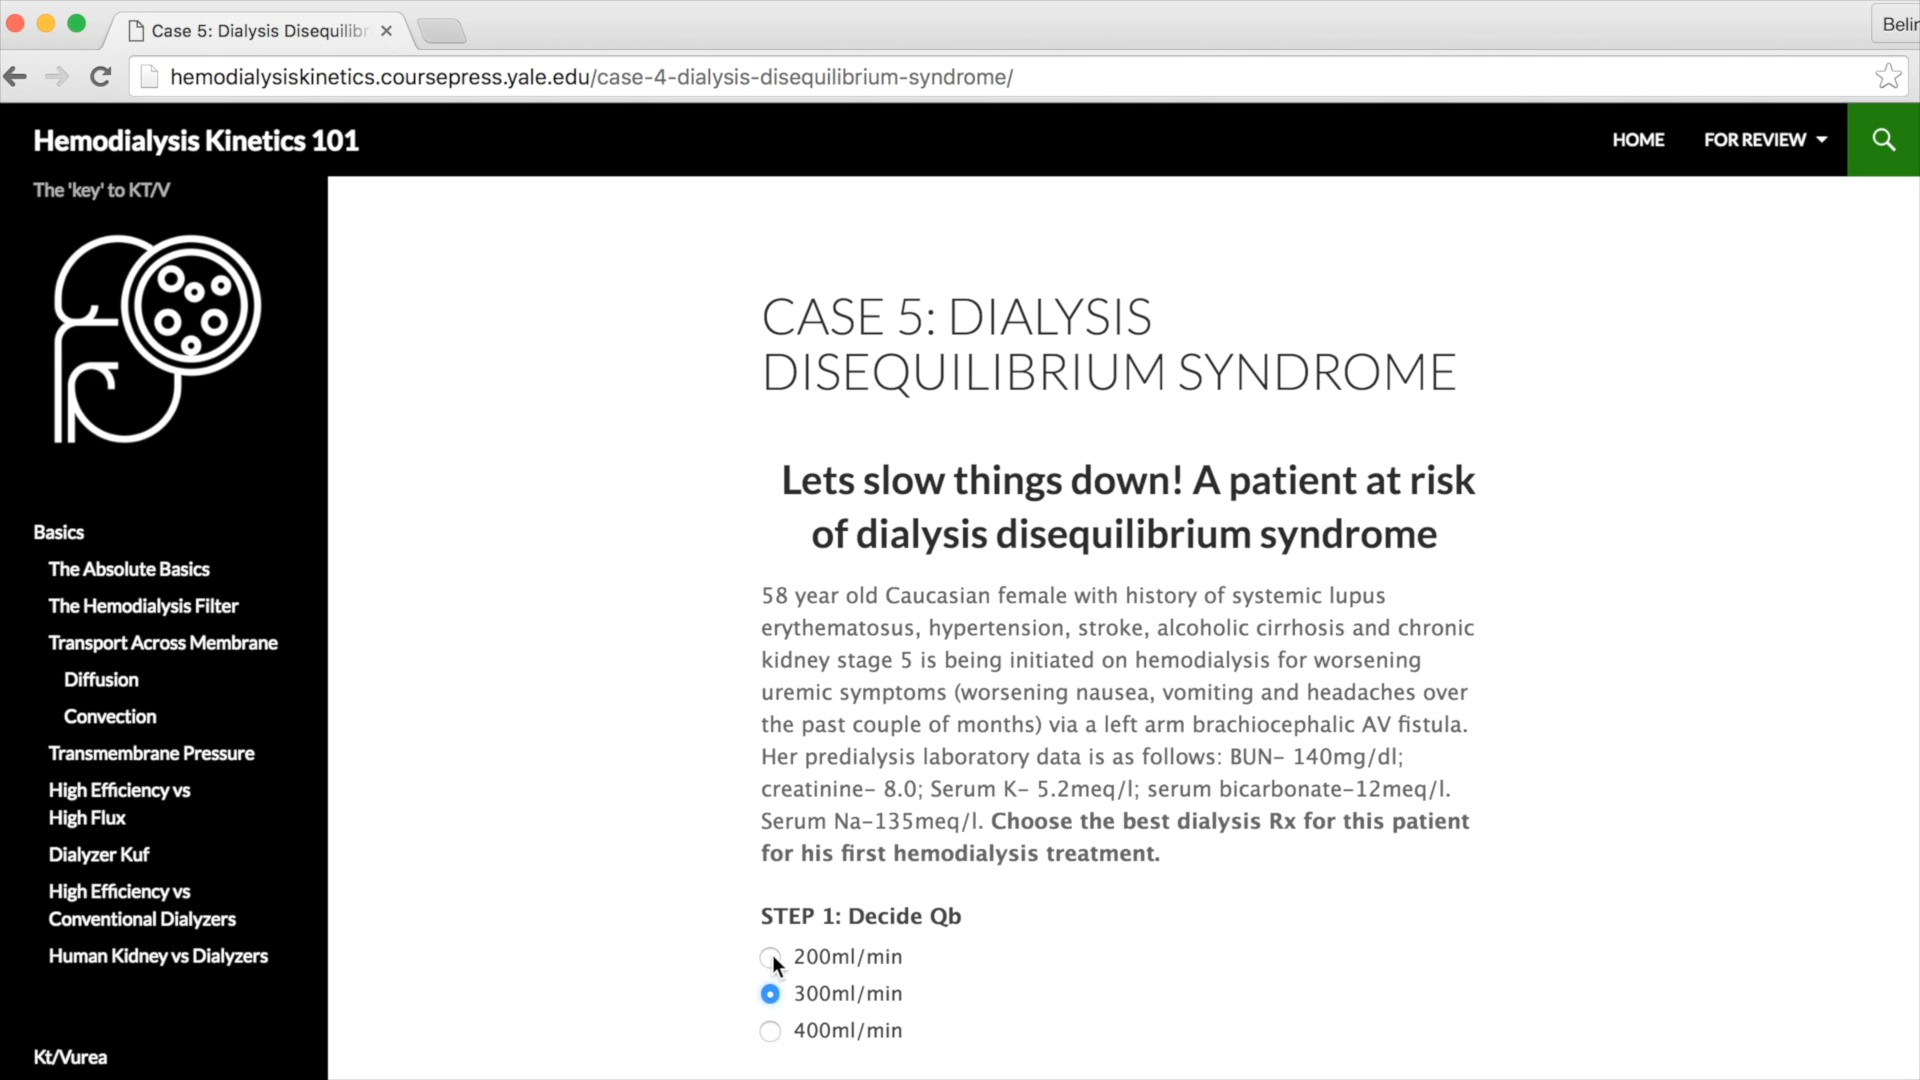 Case 5: Dialysis Disequilibr
Belin
hemodialysiskinetics.coursepress.yale.edu/case-4-dialysis-disequilibrium-syndrome/
Hemodialysis Kinetics 101
HOME
FOR REVIEW
The 'key' to KT/V
Basics
The Absolute Basics
The Hemodialysis Filter
Transport Across Membrane
Diffusion
Convection
Transmembrane Pressure
High Efficiency vs
High Flux
Dialyzer Kuf
High Efficiency vs
Conventional Dialyzers
Human Kidney vs Dialyzers
Kt/Vurea
CASE 5: DIALYSIS
DISEQUILIBRIUM SYNDROME
Lets slow things down! A patient at risk
of dialysis disequilibrium syndrome
58 year old Caucasian female with history of systemic lupus
erythematosus, hypertension, stroke, alcoholic cirrhosis and chronic
kidney stage 5 is being initiated on hemodialysis for worsening
uremic symptoms (worsening nausea, vomiting and headaches over
the past couple of months) via a left arm brachiocephalic AV fistula.
Her predialysis laboratory data is as follows: BUN– 140mg/dl;
creatinine– 8.0; Serum K– 5.2meq/l; serum bicarbonate–12meq/l.
Serum Na–135meq/l. Choose the best dialysis Rx for this patient
for his first hemodialysis treatment.
STEP 1: Decide Qb
200ml/min
300ml/min
400ml/min